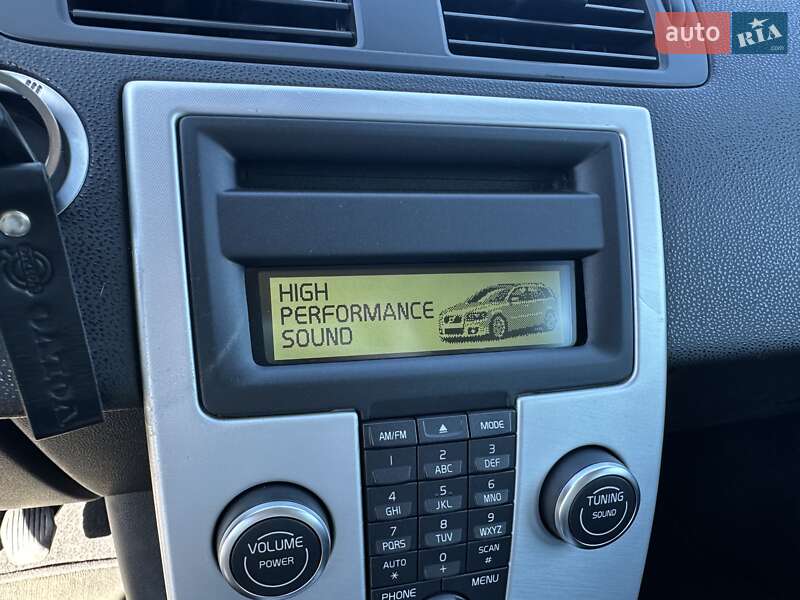 auto RIA .com
HIGH
PERFORMANCE
SOUND
AM/FM
MODE
1
2
ABC
3
DEF
4
GHI
5
JKL
6
MNO
7
PQRS
8
TUV
9
WXYZ
AUTO
*
0
+
SCAN
#
PHONE
MENU
VOLUME
POWER
TUNING
SOUND